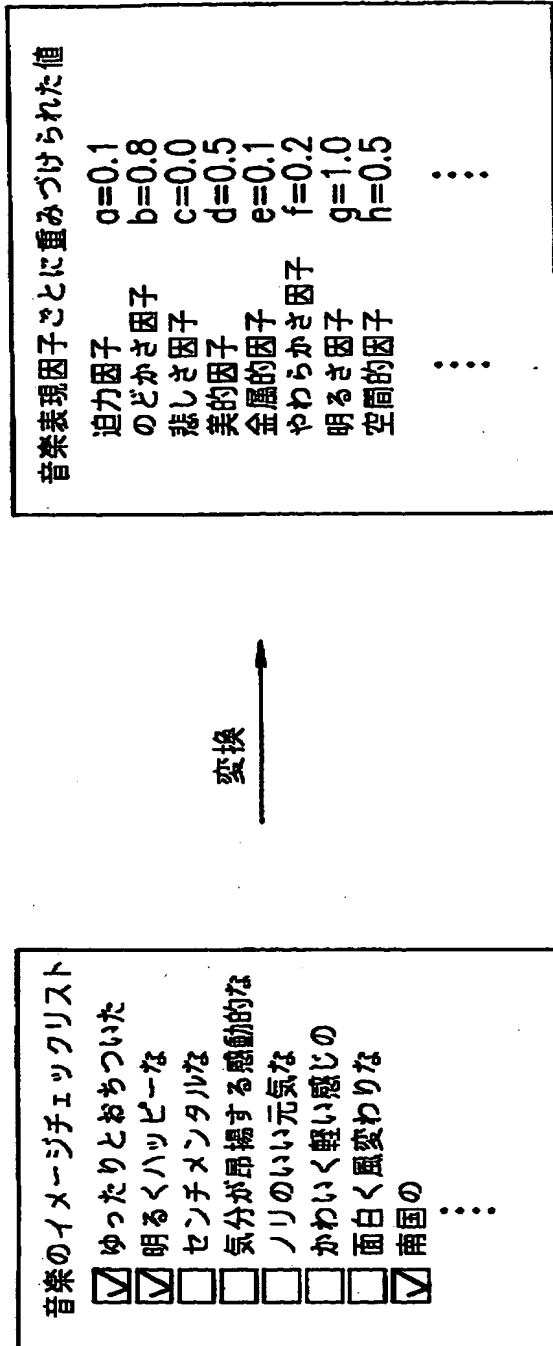 音楽のイメージチェックリスト
☑ゆったりとおちついた
☑明るくハッピーな
☐センチメンタルな
☐気分が昂揚する感動的な
☐ノリのいい元気な
☐かわいく軽い感じの
☐面白く風変わりな
☑南国の
‥‥
変換
音楽表現因子ごとに重みづけられた値
迫力因子 a=0.1
のどかさ因子 b=0.8
悲しさ因子 c=0.0
美的因子 d=0.5
金属的因子 e=0.1
やわらかさ因子 f=0.2
明るさ因子 g=1.0
空間的因子 h=0.5
‥‥ ‥‥